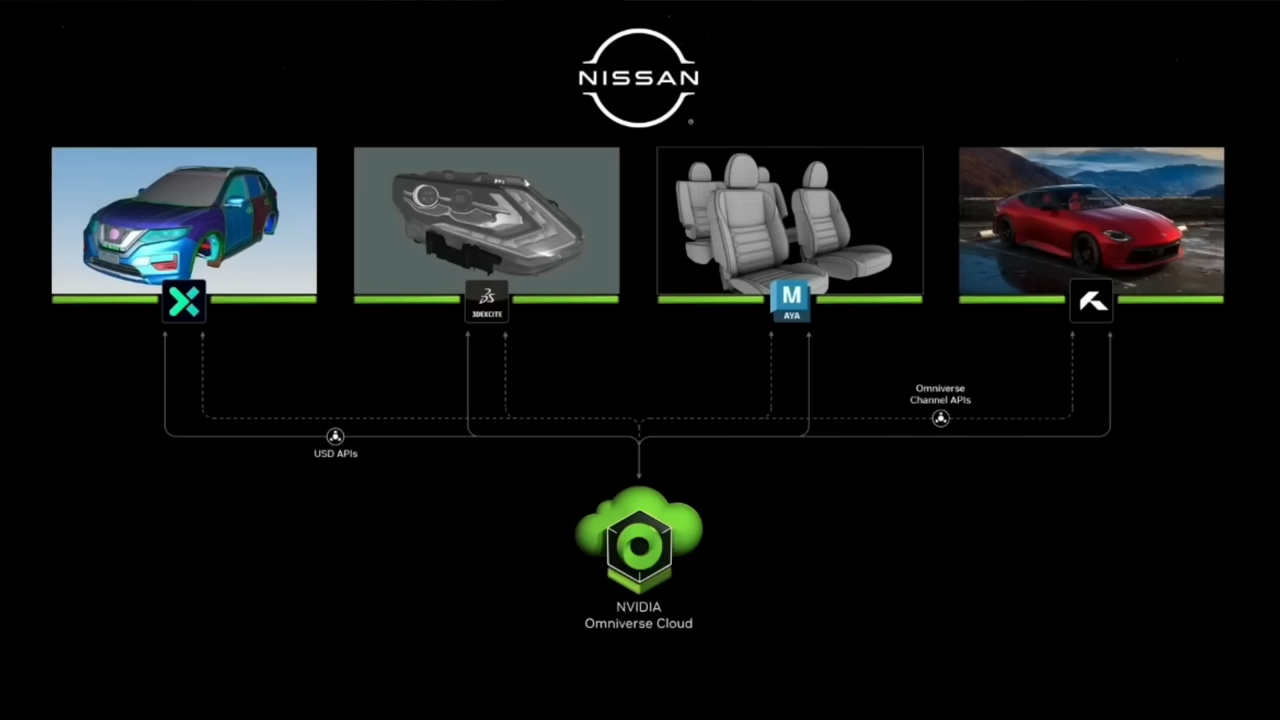 NISSAN
3DEXCITE
M
AYA
Omniverse
Channel APIs
USD APIs
NVIDIA
Omniverse Cloud